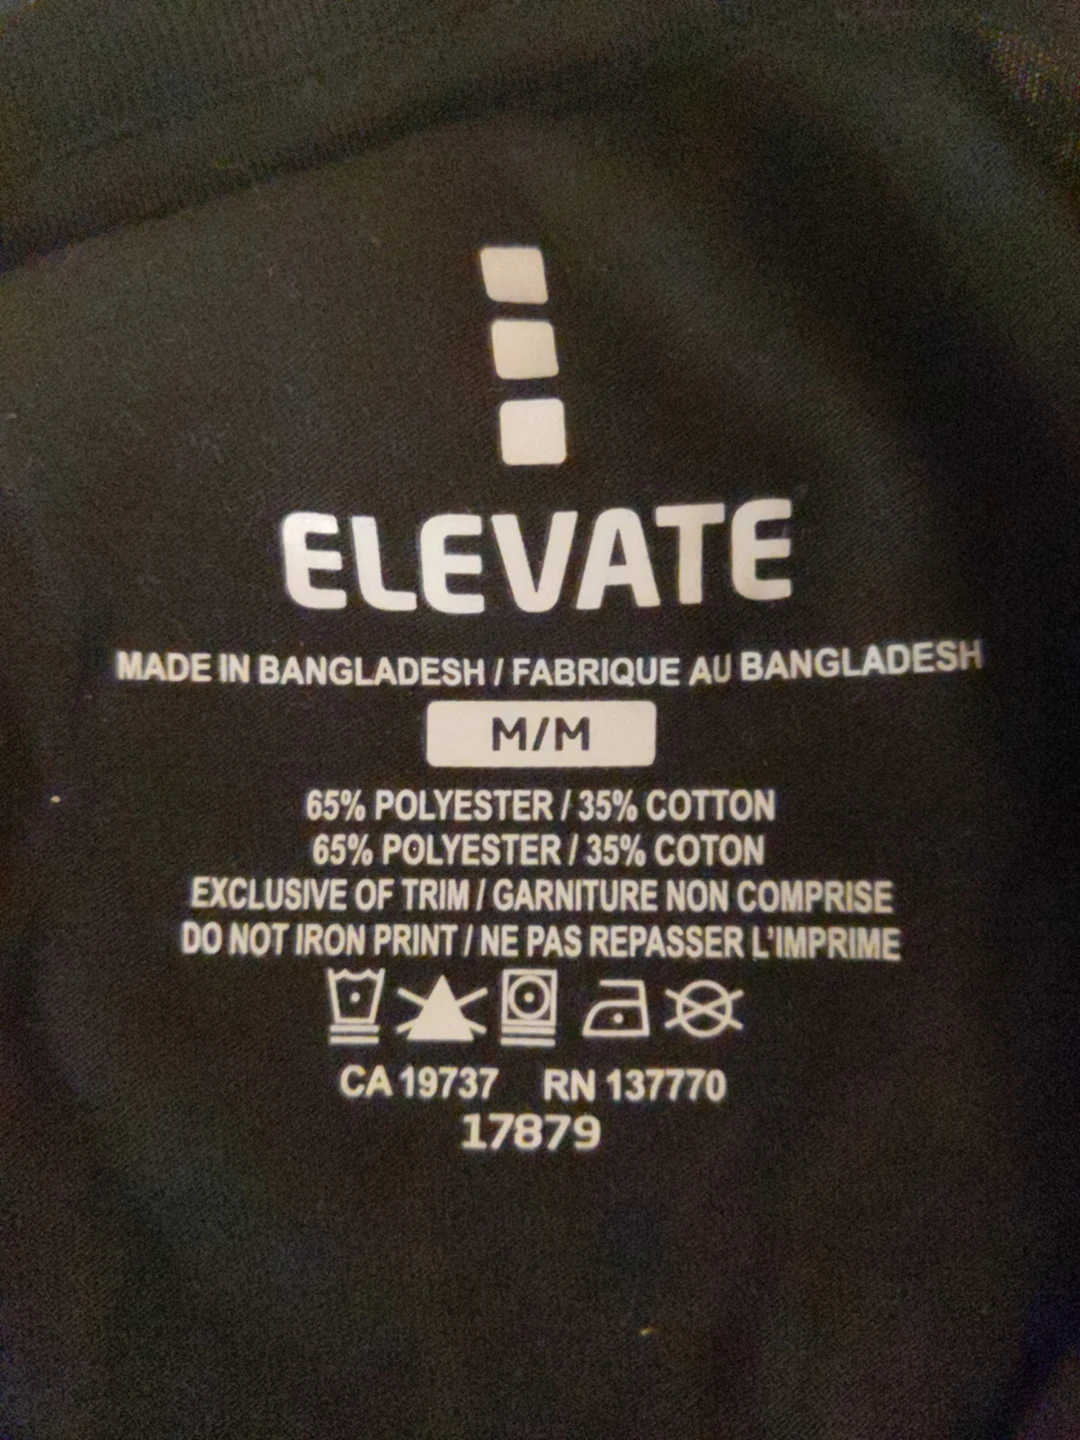 ELEVATE
MADE IN BANGLADESH / FABRIQUE AU BANGLADESH
M/M
65% POLYESTER / 35% COTTON
65% POLYESTER / 35% COTON
EXCLUSIVE OF TRIM / GARNITURE NON COMPRISE
DO NOT IRON PRINT / NE PAS REPASSER L'IMPRIME
CA 19737 RN 137770
17879